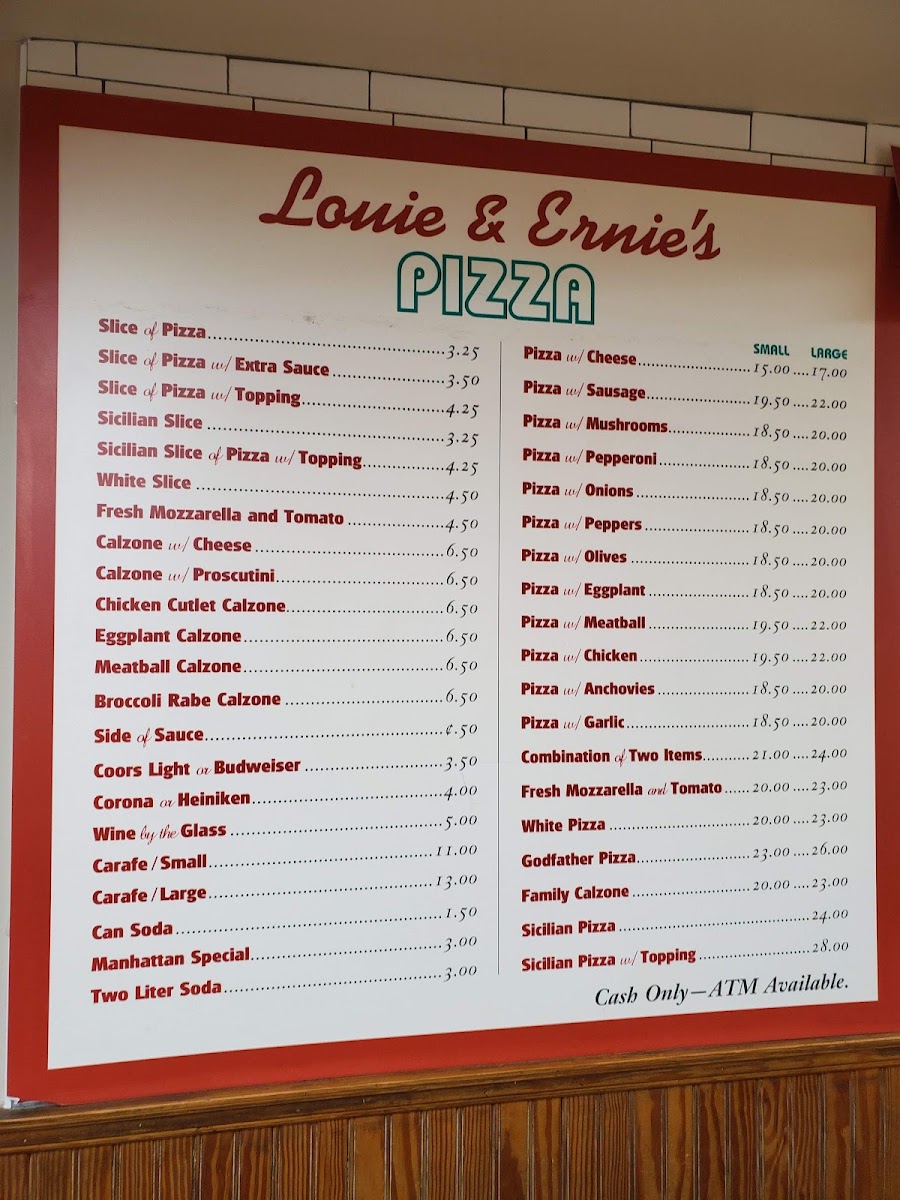 Louie & Ernie's
PIZZA
Slice of Pizza 3.25
Slice of Pizza w/ Extra Sauce 3.50
Slice of Pizza w/ Topping 4.25
Sicilian Slice 3.25
Sicilian Slice of Pizza w/ Topping 4.25
White Slice 4.50
Fresh Mozzarella and Tomato 4.50
Calzone w/ Cheese 6.50
Calzone w/ Proscutini 6.50
Chicken Cutlet Calzone 6.50
Eggplant Calzone 6.50
Meatball Calzone 6.50
Broccoli Rabe Calzone 6.50
Side of Sauce ¢.50
Coors Light or Budweiser 3.50
Corona or Heiniken 4.00
Wine by the Glass 5.00
Carafe / Small 11.00
Carafe / Large 13.00
Can Soda 1.50
Manhattan Special 3.00
Two Liter Soda 3.00
SMALL LARGE
Pizza w/ Cheese 15.00 17.00
Pizza w/ Sausage 19.50 22.00
Pizza w/ Mushrooms 18.50 20.00
Pizza w/ Pepperoni 18.50 20.00
Pizza w/ Onions 18.50 20.00
Pizza w/ Peppers 18.50 20.00
Pizza w/ Olives 18.50 20.00
Pizza w/ Eggplant 18.50 20.00
Pizza w/ Meatball 19.50 22.00
Pizza w/ Chicken 19.50 22.00
Pizza w/ Anchovies 18.50 20.00
Pizza w/ Garlic 18.50 20.00
Combination of Two Items 21.00 24.00
Fresh Mozzarella and Tomato 20.00 23.00
White Pizza 20.00 23.00
Godfather Pizza 23.00 26.00
Family Calzone 20.00 23.00
Sicilian Pizza 24.00
Sicilian Pizza w/ Topping 28.00
Cash Only—ATM Available.